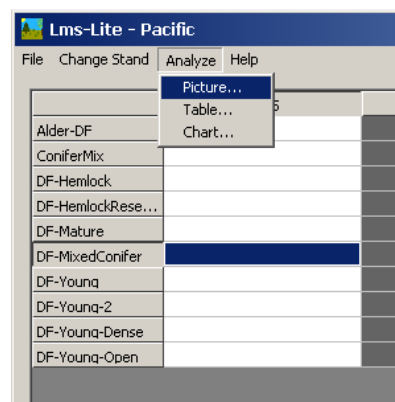 Lms-Lite - Pacific
File Change Stand Analyze Help
Picture...
Table...
Chart...
5
Alder-DF
ConiferMix
DF-Hemlock
DF-HemlockRese...
DF-Mature
DF-MixedConifer
DF-Young
DF-Young-2
DF-Young-Dense
DF-Young-Open